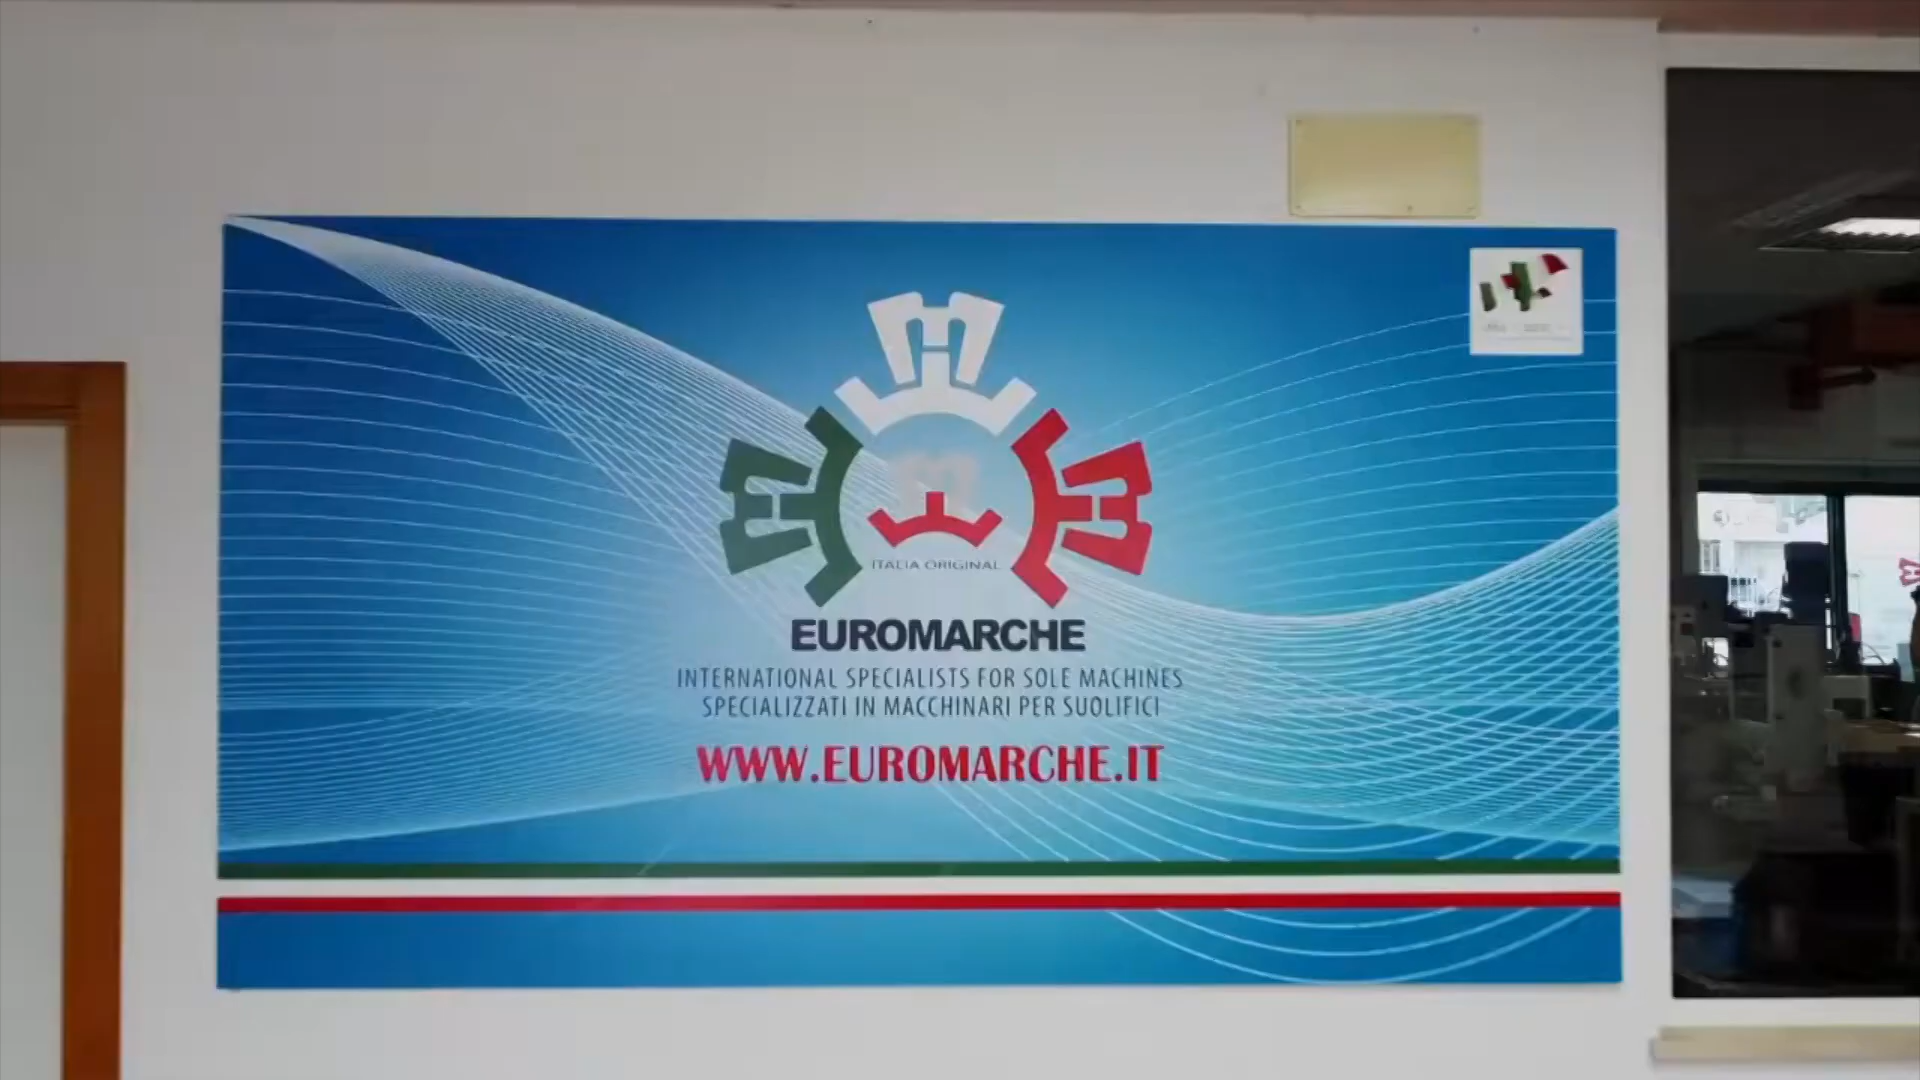 ITALIA ORIGINAL
EUROMARCHE
INTERNATIONAL SPECIALISTS FOR SOLE MACHINES
SPECIALIZZATI IN MACCHINARI PER SUOLIFICI
WWW.EUROMARCHE.IT